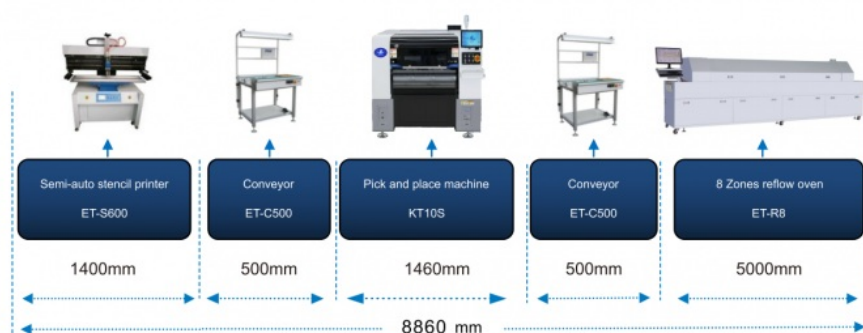 Semi-auto stencil printer
ET-S600
Conveyor
ET-C500
Pick and place machine
KT10S
Conveyor
ET-C500
8 Zones reflow oven
ET-R8
1400mm
500mm
1460mm
500mm
5000mm
8860 mm